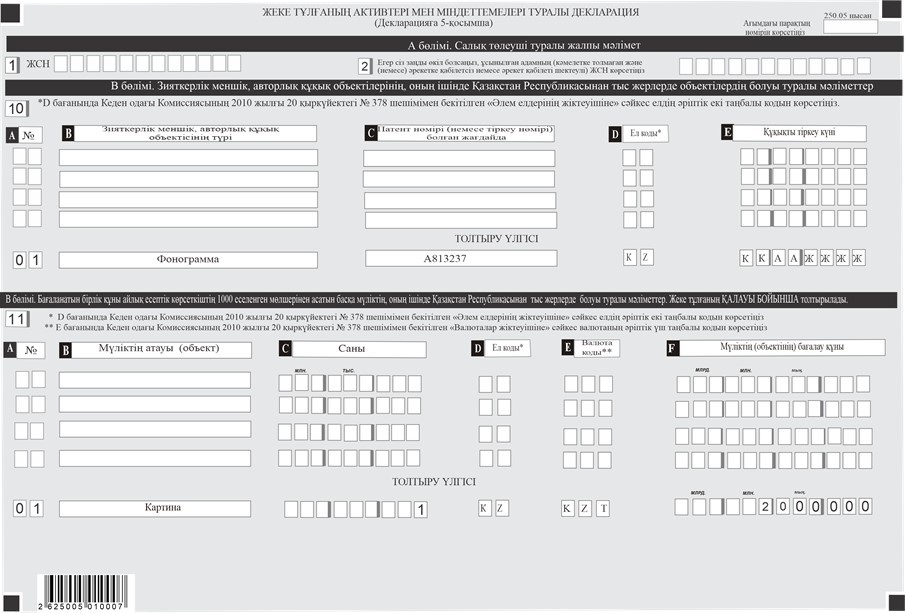 ЖЕКЕ ТҰЛҒАНЫҢ АКТИВТЕРІ МЕН МІНДЕТТЕМЕЛЕРІ ТУРАЛЫ ДЕКЛАРАЦИЯ
(Декларацияға 5-қосымша)
250.05 нысан
Ағымдағы парақтың
нөмірін көрсетіңіз
А бөлімі. Салық төлеуші туралы жалпы мәлімет
1 ЖСН
2 Егер сіз заңды өкіл болсаңыз, ұсынылған адамның (кәмелетке толмаған және
(немесе) әрекетке қабілетсіз немесе әрекет қабілеті шектеулі) ЖСН көрсетіңіз
В бөлімі. Зияткерлік меншік, авторлық құқық объектілерінің, оның ішінде Қазақстан Республикасынан тыс жерлерде объектілердің болуы туралы мәліметтер
10 *D бағанында Кеден одағы Комиссиясының 2010 жылғы 20 қыркүйектегі № 378 шешімімен бекітілген «Әлем елдерінің жіктеуішіне» сәйкес елдің әріптік екі таңбалы кодын көрсетіңіз.
A №
B Зияткерлік меншік, авторлық құқық
объектісінің түрі
C Патент нөмірі (немесе тіркеу нөмірі)
болған жағдайда
D Ел коды*
E Құқықты тіркеу күні
ТОЛТЫРУ ҮЛГІСІ
0 1 Фонограмма А813237 K Z К К А А Ж Ж Ж Ж
В бөлімі. Бағаланатын бірлік құны айлық есептік көрсеткіштің 1000 еселенген мөлшерінен асатын басқа мүліктің, оның ішінде Қазақстан Республикасынан тыс жерлерде болуы туралы мәліметтер. Жеке тұлғаның ҚАЛАУЫ БОЙЫНША толтырылады.
11 * D бағанында Кеден одағы Комиссиясының 2010 жылғы 20 қыркүйектегі № 378 шешімімен бекітілген «Әлем елдерінің жіктеуішіне» сәйкес елдің әріптік екі таңбалы кодын көрсетіңіз
** E бағанында Кеден одағы Комиссиясының 2010 жылғы 20 қыркүйектегі № 378 шешімімен бекітілген «Валюталар жіктеуішіне» сәйкес валютаның әріптік үш таңбалы кодын көрсетіңіз
A №
B Мүліктің атауы (объект)
C Саны
D Ел коды*
E Валюта
коды**
F Мүліктің (объектінің) бағалау құны
млн. тыс. млрд. млн. мың.
ТОЛТЫРУ ҮЛГІСІ
млрд. млн. мың.
0 1 Картина 1 K Z K Z T 2 0 0 0 0 0 0
2 625005 010007